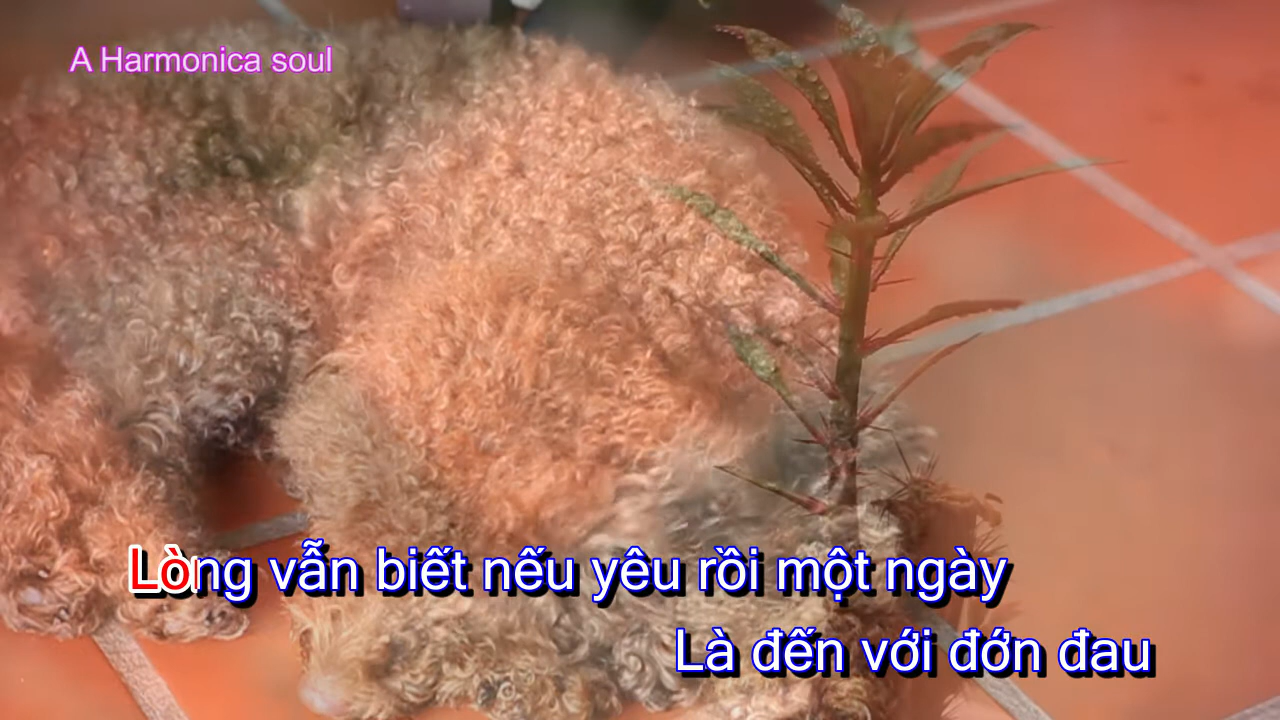 A Harmonica soul
Lòng vẫn biết nếu yêu rồi một ngày
Là đến với đớn đau